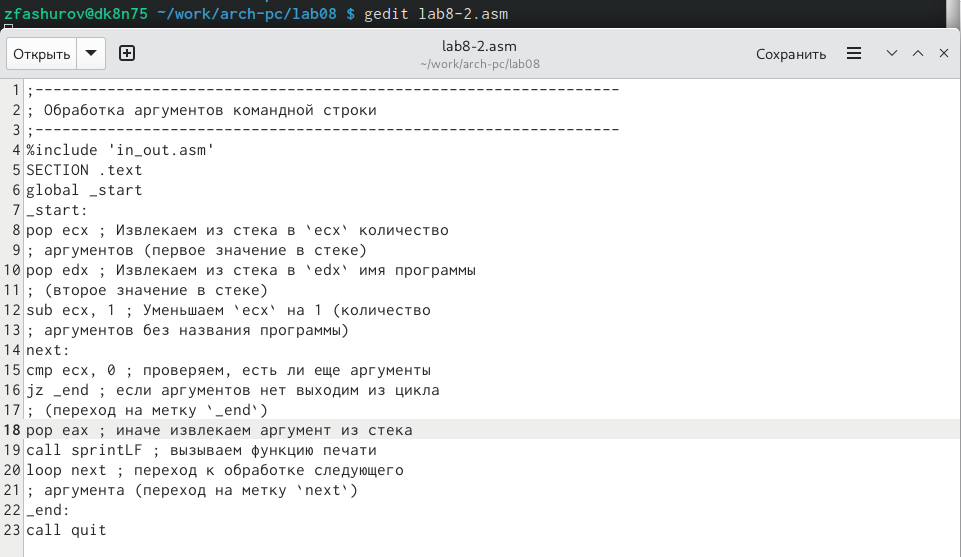 zfashurov@dk8n75 ~/work/arch-pc/lab08 $ gedit lab8-2.asm
Открыть
lab8-2.asm
~/work/arch-pc/lab08
Сохранить
1 ;-----------------------------------------------------------------
2 ; Обработка аргументов командной строки
3 ;-----------------------------------------------------------------
4 %include 'in_out.asm'
5 SECTION .text
6 global _start
7 _start:
8 pop ecx ; Извлекаем из стека в `ecx` количество
9 ; аргументов (первое значение в стеке)
10 pop edx ; Извлекаем из стека в `edx` имя программы
11 ; (второе значение в стеке)
12 sub ecx, 1 ; Уменьшаем `ecx` на 1 (количество
13 ; аргументов без названия программы)
14 next:
15 cmp ecx, 0 ; проверяем, есть ли еще аргументы
16 jz _end ; если аргументов нет выходим из цикла
17 ; (переход на метку `_end`)
18 pop eax ; иначе извлекаем аргумент из стека
19 call sprintLF ; вызываем функцию печати
20 loop next ; переход к обработке следующего
21 ; аргумента (переход на метку `next`)
22 _end:
23 call quit